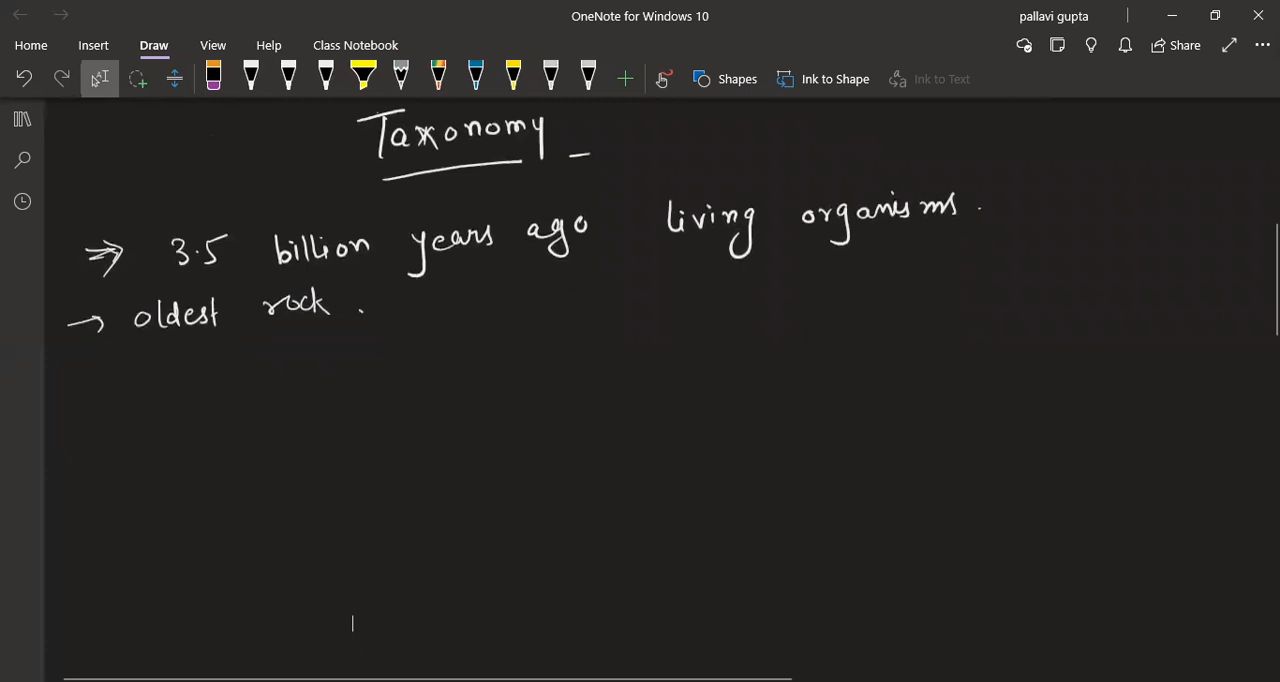 OneNote for Windows 10
pallavi gupta
Home Insert Draw View Help Class Notebook
Share
Shapes Ink to Shape Ink to Text
Taxonomy -
⇒ 3.5 billion years ago living organisms.
→ oldest rock.